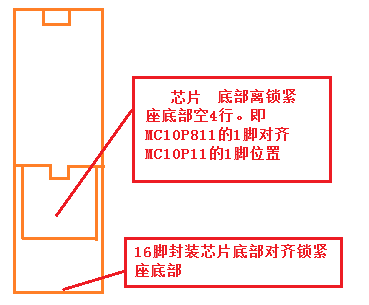 芯片 底部离锁紧
座底部空4行。即
MC10P811的1脚对齐
MC10P11的1脚位置
16脚封装芯片底部对齐锁紧
座底部